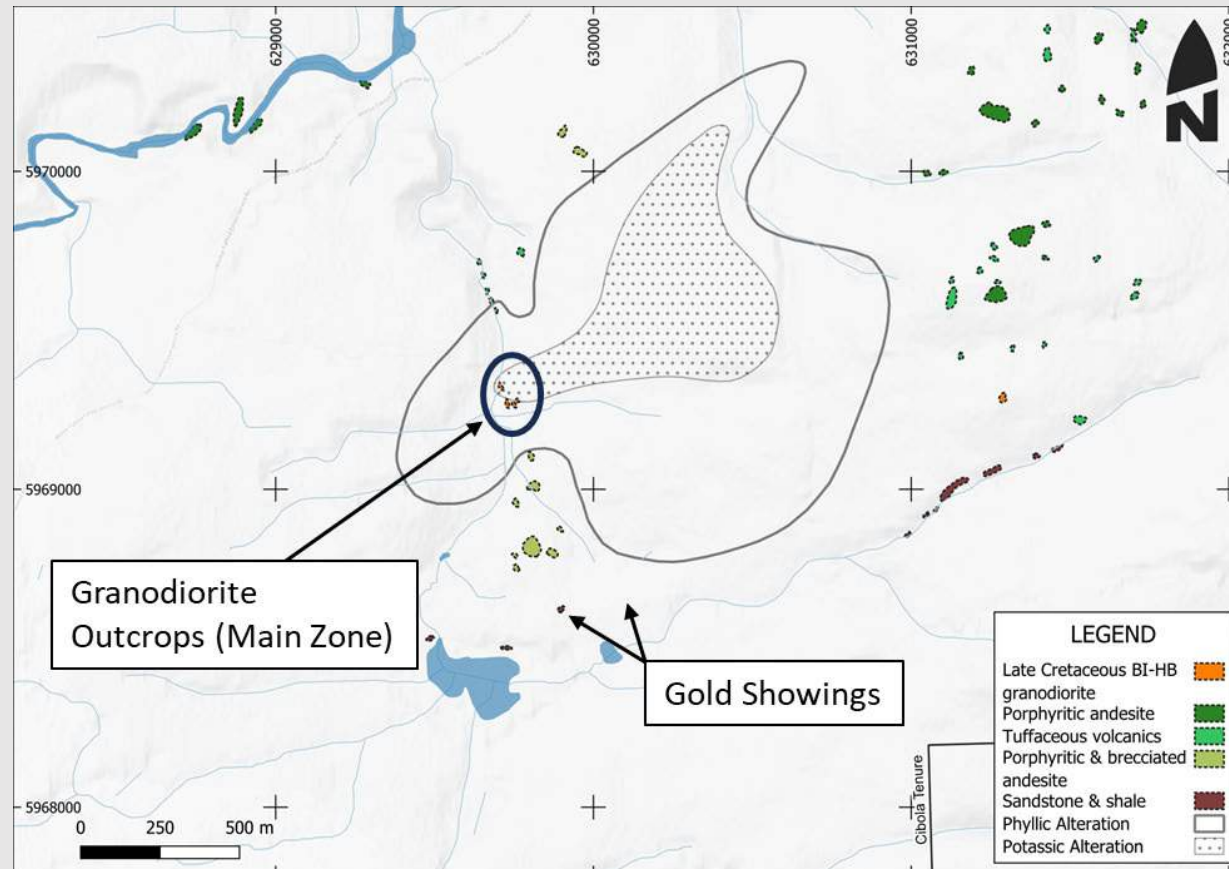 629000
630000
631000
632000
N
5970000
5969000
5968000
Granodiorite
Outcrops (Main Zone)
Gold Showings
Cibola Tenure
0 250 500 m
LEGEND
Late Cretaceous BI-HB
granodiorite
Porphyritic andesite
Tuffaceous volcanics
Porphyritic & brecciated
andesite
Sandstone & shale
Phyllic Alteration
Potassic Alteration